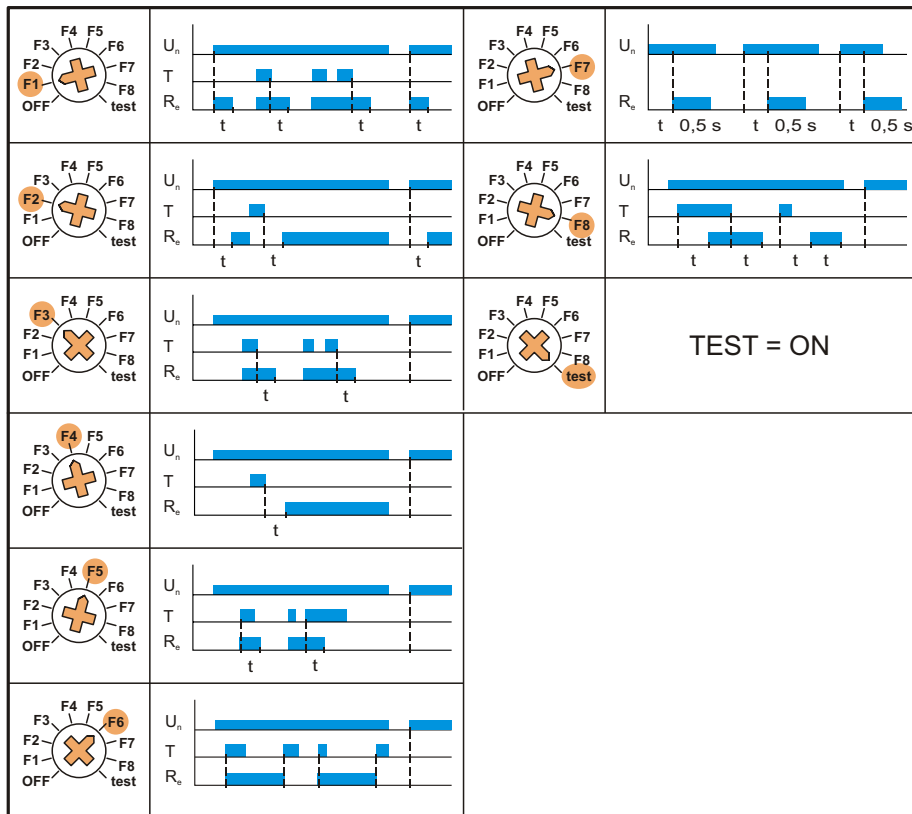 F4 F5
F3 F6
F2 F7
F1 F8
OFF test
Uₙ
T
Rₑ
t t t t
F4 F5
F3 F6
F2 F7
F1 F8
OFF test
Uₙ
Rₑ
t 0,5 s t 0,5 s t 0,5 s
F4 F5
F3 F6
F2 F7
F1 F8
OFF test
Uₙ
T
Rₑ
t t t
F4 F5
F3 F6
F2 F7
F1 F8
OFF test
Uₙ
T
Rₑ
t t t t
F4 F5
F3 F6
F2 F7
F1 F8
OFF test
Uₙ
T
Rₑ
t t
F4 F5
F3 F6
F2 F7
F1 F8
OFF test
TEST = ON
F4 F5
F3 F6
F2 F7
F1 F8
OFF test
Uₙ
T
Rₑ
t
F4 F5
F3 F6
F2 F7
F1 F8
OFF test
Uₙ
T
Rₑ
t t
F4 F5
F3 F6
F2 F7
F1 F8
OFF test
Uₙ
T
Rₑ